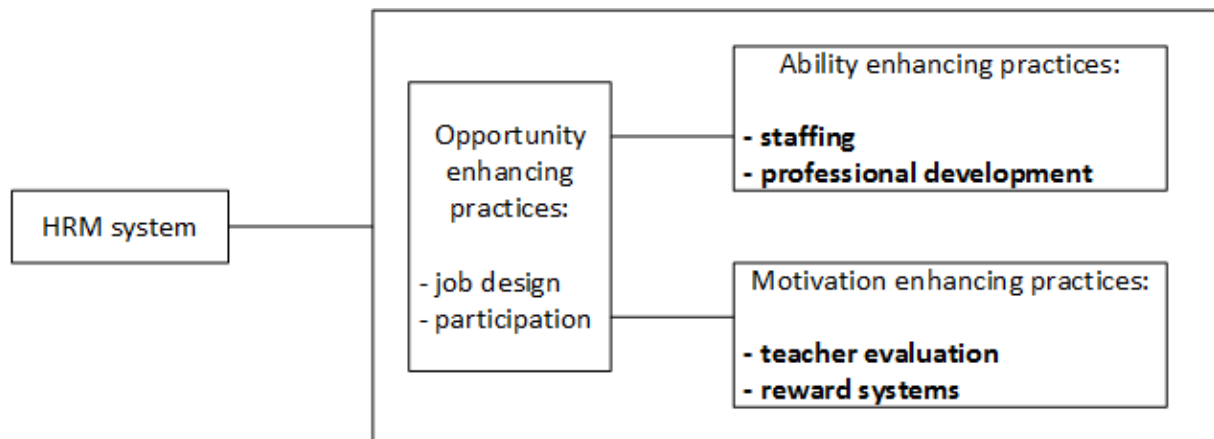 HRM system
Opportunity
enhancing
practices:
- job design
- participation
Ability enhancing practices:
- staffing
- professional development
Motivation enhancing practices:
- teacher evaluation
- reward systems